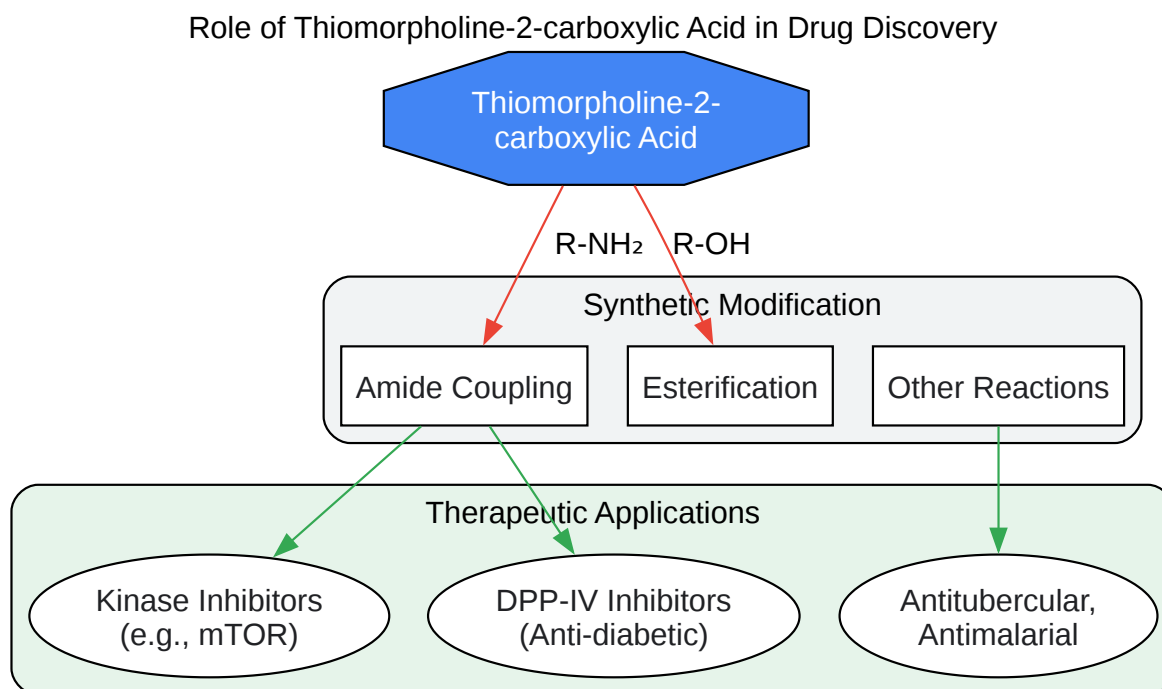 Role of Thiomorpholine-2-carboxylic Acid in Drug Discovery
Thiomorpholine-2-
carboxylic Acid
R-NH₂
R-OH
Synthetic Modification
Amide Coupling
Esterification
Other Reactions
Therapeutic Applications
Kinase Inhibitors
(e.g., mTOR)
DPP-IV Inhibitors
(Anti-diabetic)
Antitubercular,
Antimalarial